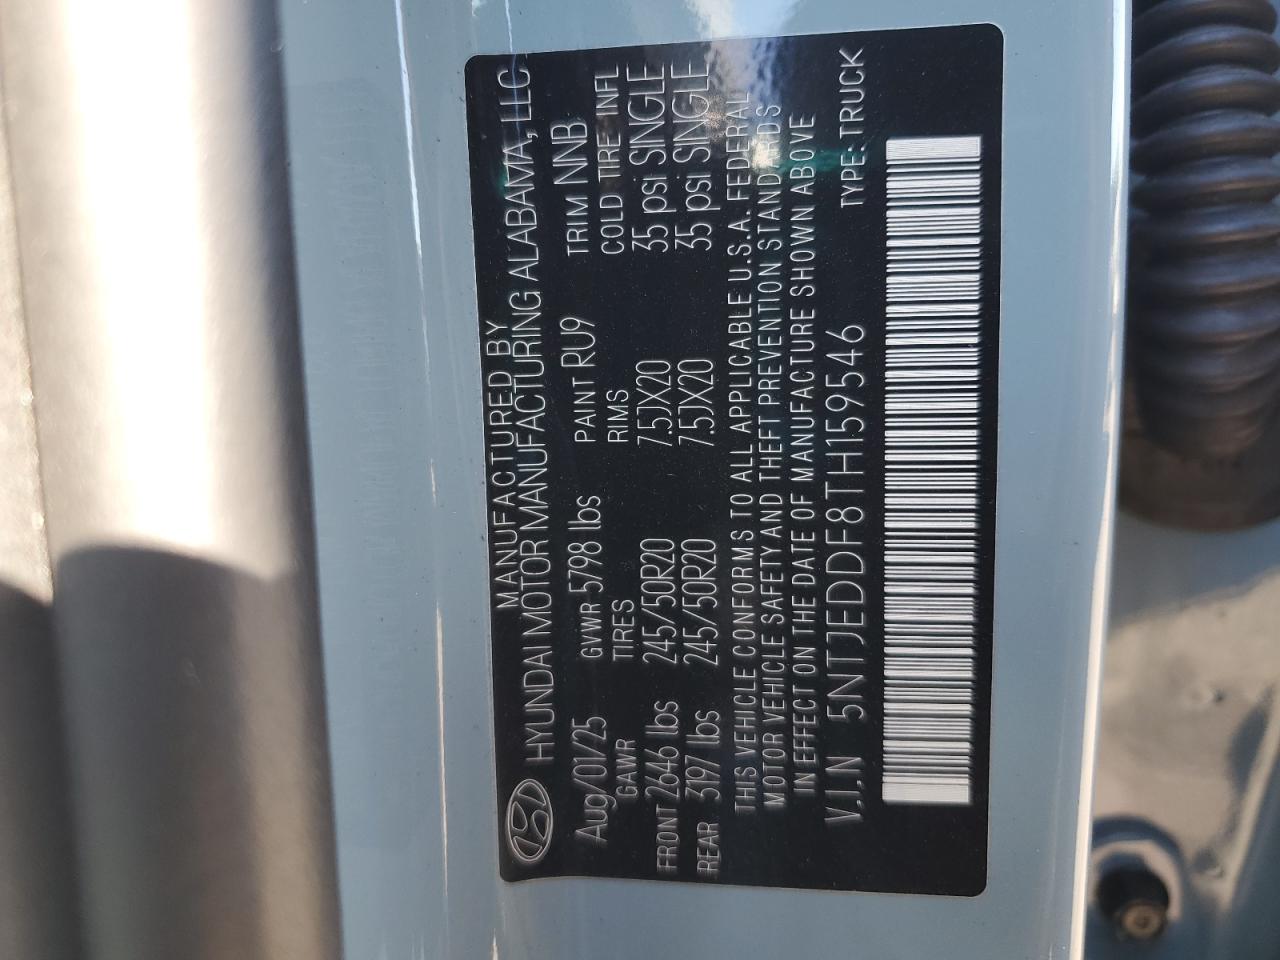 MANUFACTURED BY
HYUNDAI MOTOR MANUFACTURING ALABAMA, LLC
Aug/01/25 GVWR 5798 lbs PAINT RU9 TRIM NNB
GAWR TIRES RIMS COLD TIRE INFL
FRONT 2646 lbs 245/50R20 7.5JX20 35 psi SINGLE
REAR 3197 lbs 245/50R20 7.5JX20 35 psi SINGLE
THIS VEHICLE CONFORMS TO ALL APPLICABLE U.S.A. FEDERAL
MOTOR VEHICLE SAFETY AND THEFT PREVENTION STANDARDS
IN EFFECT ON THE DATE OF MANUFACTURE SHOWN ABOVE
V.I.N 5NTJEDDF8TH159546 TYPE: TRUCK